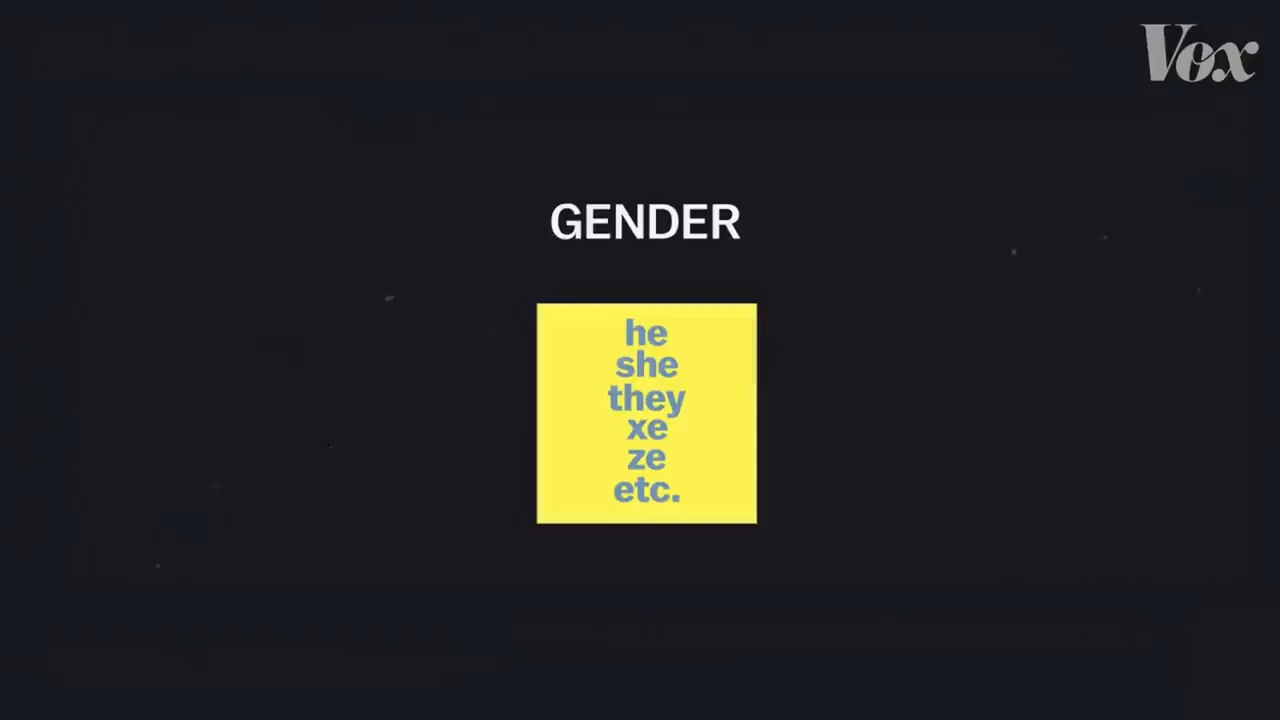 Vox
GENDER
he
she
they
xe
ze
etc.